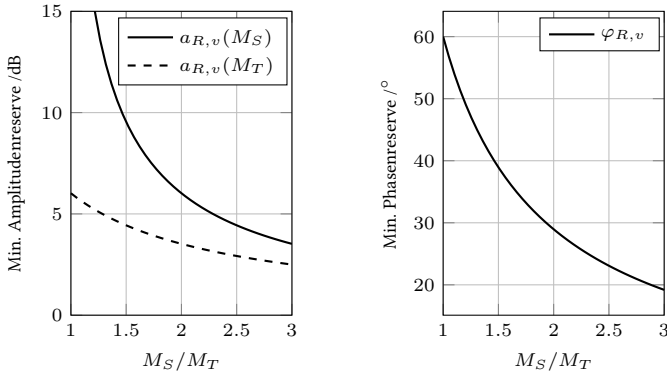 15
10
5
0
1
1.5
2
2.5
3
Min. Amplitudenreserve /dB
M_S/M_T
a_{R,v}(M_S)
a_{R,v}(M_T)
60
50
40
30
20
1
1.5
2
2.5
3
Min. Phasenreserve /°
M_S/M_T
φ_{R,v}